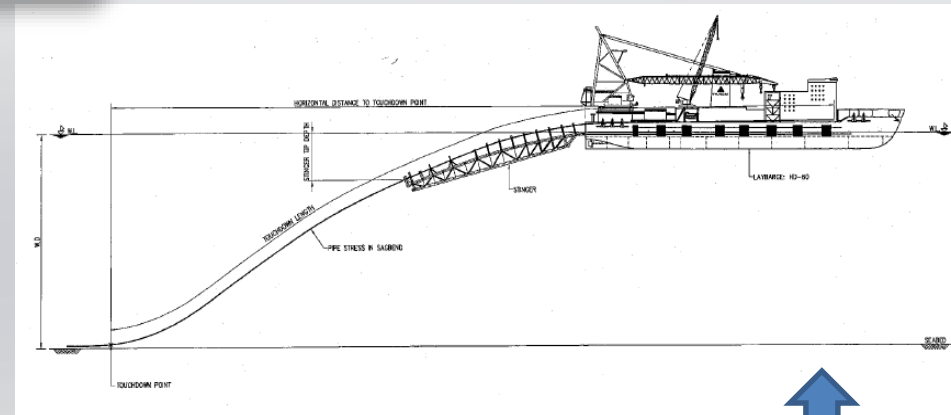 HORIZONTAL DISTANCE TO TOUCHDOWN POINT
W.L
W.L
STINGER TIP DEPTH
STINGER
LAYBARGE: HD-60
TOUCHDOWN LENGTH
PIPE STRESS IN SAGBEND
W.D
SEABED
TOUCHDOWN POINT